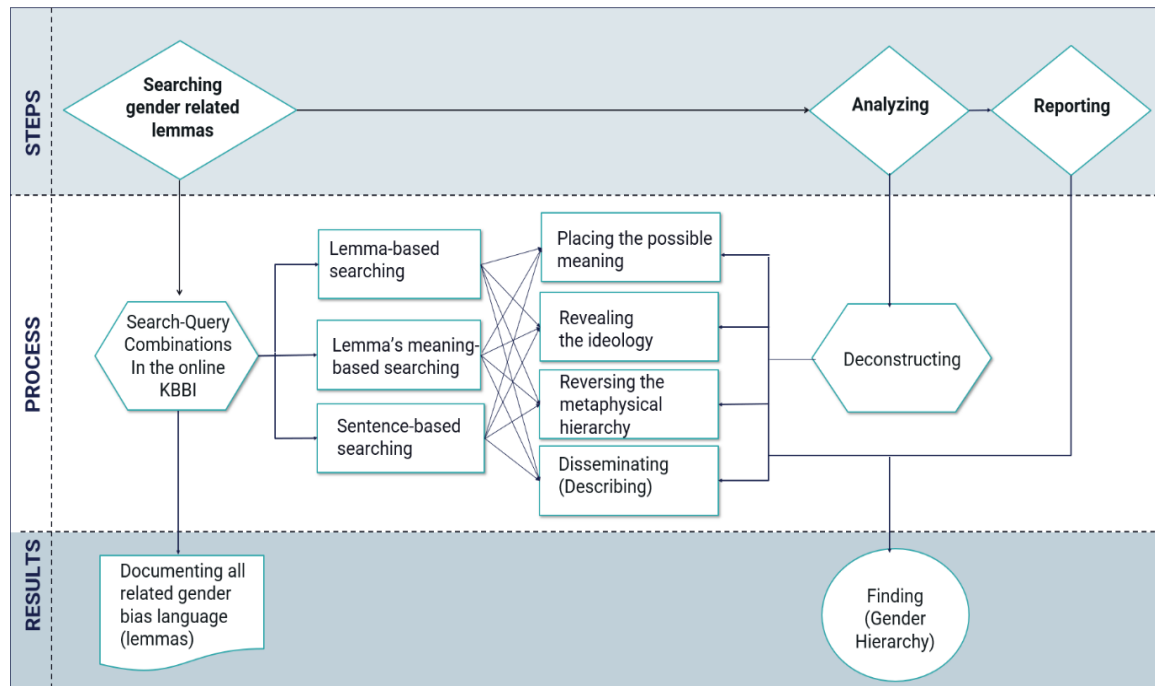 STEPS
Searching
gender related
lemmas
Analyzing
Reporting
PROCESS
Search-Query
Combinations
In the online
KBBI
Lemma-based
searching
Lemma's meaning-
based searching
Sentence-based
searching
Placing the possible
meaning
Revealing
the ideology
Reversing the
metaphysical
hierarchy
Disseminating
(Describing)
Deconstructing
RESULTS
Documenting all
related gender
bias language
(lemmas)
Finding
(Gender
Hierarchy)